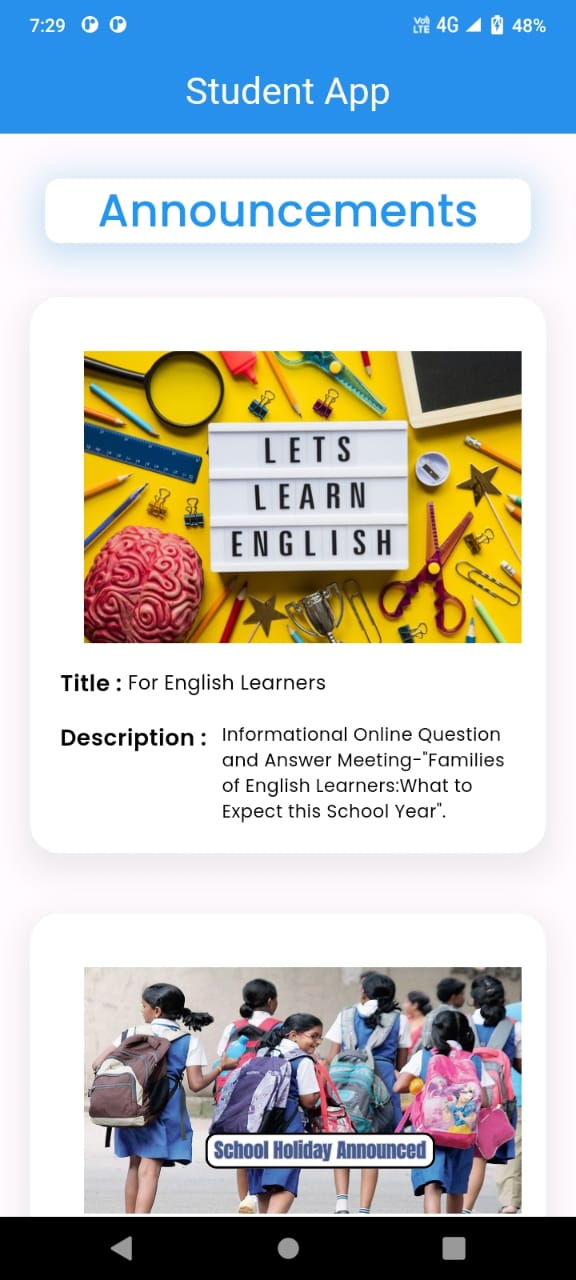 7:29 VoI) LTE 4G 48%
Student App
Announcements
LETS
LEARN
ENGLISH
Title : For English Learners
Description : Informational Online Question
and Answer Meeting-"Families
of English Learners:What to
Expect this School Year".
School Holiday Announced